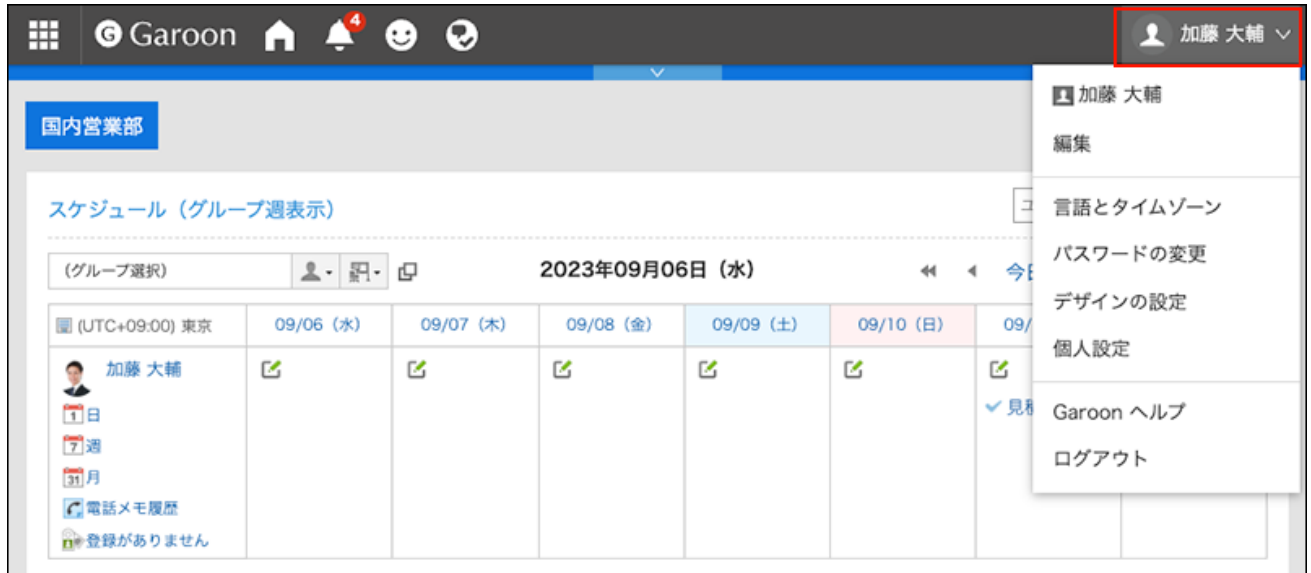 Garoon
4
加藤 大輔
加藤 大輔
編集
言語とタイムゾーン
パスワードの変更
デザインの設定
個人設定
Garoon ヘルプ
ログアウト
国内営業部
スケジュール（グループ週表示）
(グループ選択)
2023年09月06日（水）
(UTC+09:00) 東京
09/06（水）
09/07（木）
09/08（金）
09/09（土）
09/10（日）
09/
加藤 大輔
1 日
7 週
31 月
電話メモ履歴
登録がありません